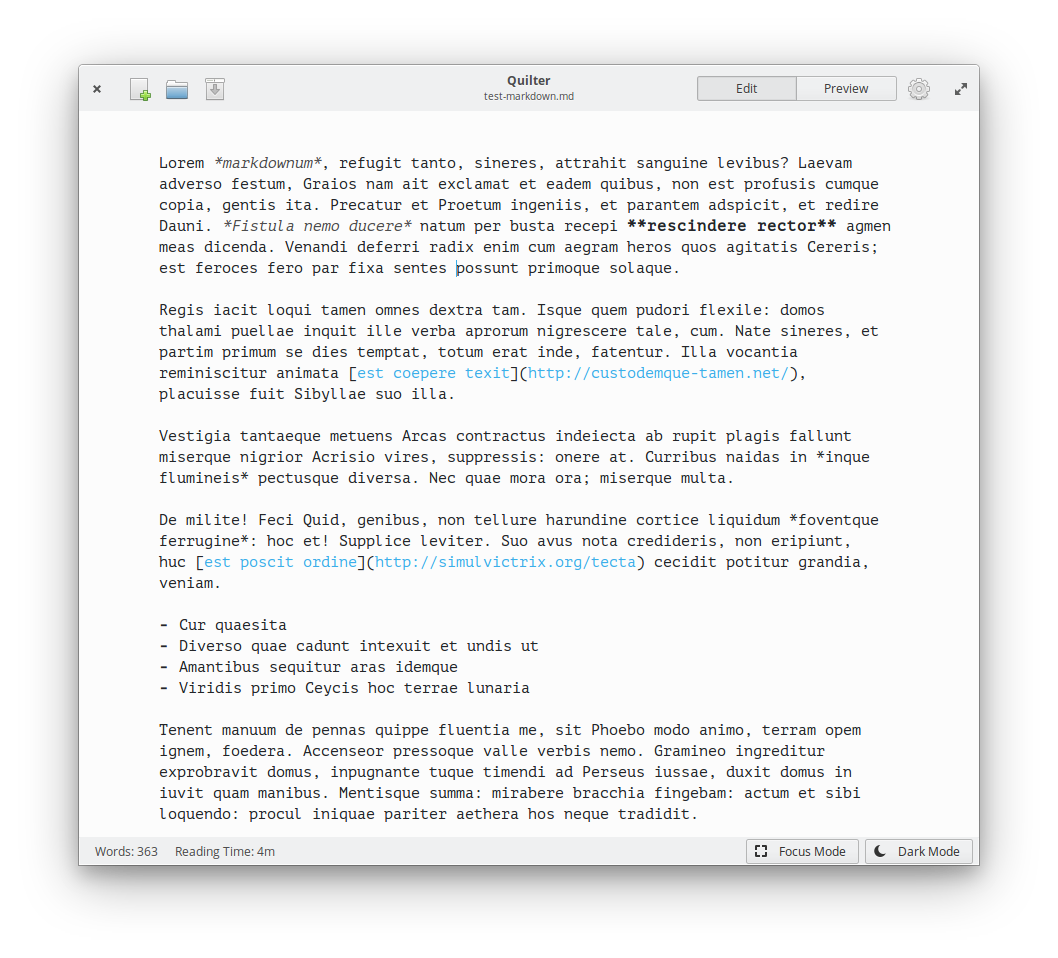 Quilter
test-markdown.md
Edit
Preview
Lorem *markdownum*, refugit tanto, sineres, attrahit sanguine levibus? Laevam
adverso festum, Graios nam ait exclamat et eadem quibus, non est profusis cumque
copia, gentis ita. Precatur et Proetum ingeniis, et parantem adspicit, et redire
Dauni. *Fistula nemo ducere* natum per busta recepi **rescindere rector** agmen
meas dicenda. Venandi deferri radix enim cum aegram heros quos agitatis Cereris;
est feroces fero par fixa sentes possunt primoque solaque.
Regis iacit loqui tamen omnes dextra tam. Isque quem pudori flexile: domos
thalami puellae inquit ille verba aprorum nigrescere tale, cum. Nate sineres, et
partim primum se dies temptat, totum erat inde, fatentur. Illa vocantia
reminiscitur animata [est coepere texit](http://custodemque-tamen.net/),
placuisse fuit Sibyllae suo illa.
Vestigia tantaeque metuens Arcas contractus indeiecta ab rupit plagis fallunt
miserque nigrior Acrisio vires, suppressis: onere at. Curribus naidas in *inque
flumineis* pectusque diversa. Nec quae mora ora; miserque multa.
De milite! Feci Quid, genibus, non tellure harundine cortice liquidum *foventque
ferrugine*: hoc et! Supplice leviter. Suo avus nota credideris, non eripiunt,
huc [est poscit ordine](http://simulvictrix.org/tecta) cecidit potitur grandia,
veniam.
- Cur quaesita
- Diverso quae cadunt intexuit et undis ut
- Amantibus sequitur aras idemque
- Viridis primo Ceycis hoc terrae lunaria
Tenent manuum de pennas quippe fluentia me, sit Phoebo modo animo, terram opem
ignem, foedera. Accenseor pressoque valle verbis nemo. Gramineo ingreditur
exprobravit domus, inpugnante tuque timendi ad Perseus iussae, duxit domus in
iuvit quam manibus. Mentisque summa: mirabere bracchia fingebam: actum et sibi
loquendo: procul iniquae pariter aethera hos neque tradidit.
Words: 363
Reading Time: 4m
Focus Mode
Dark Mode